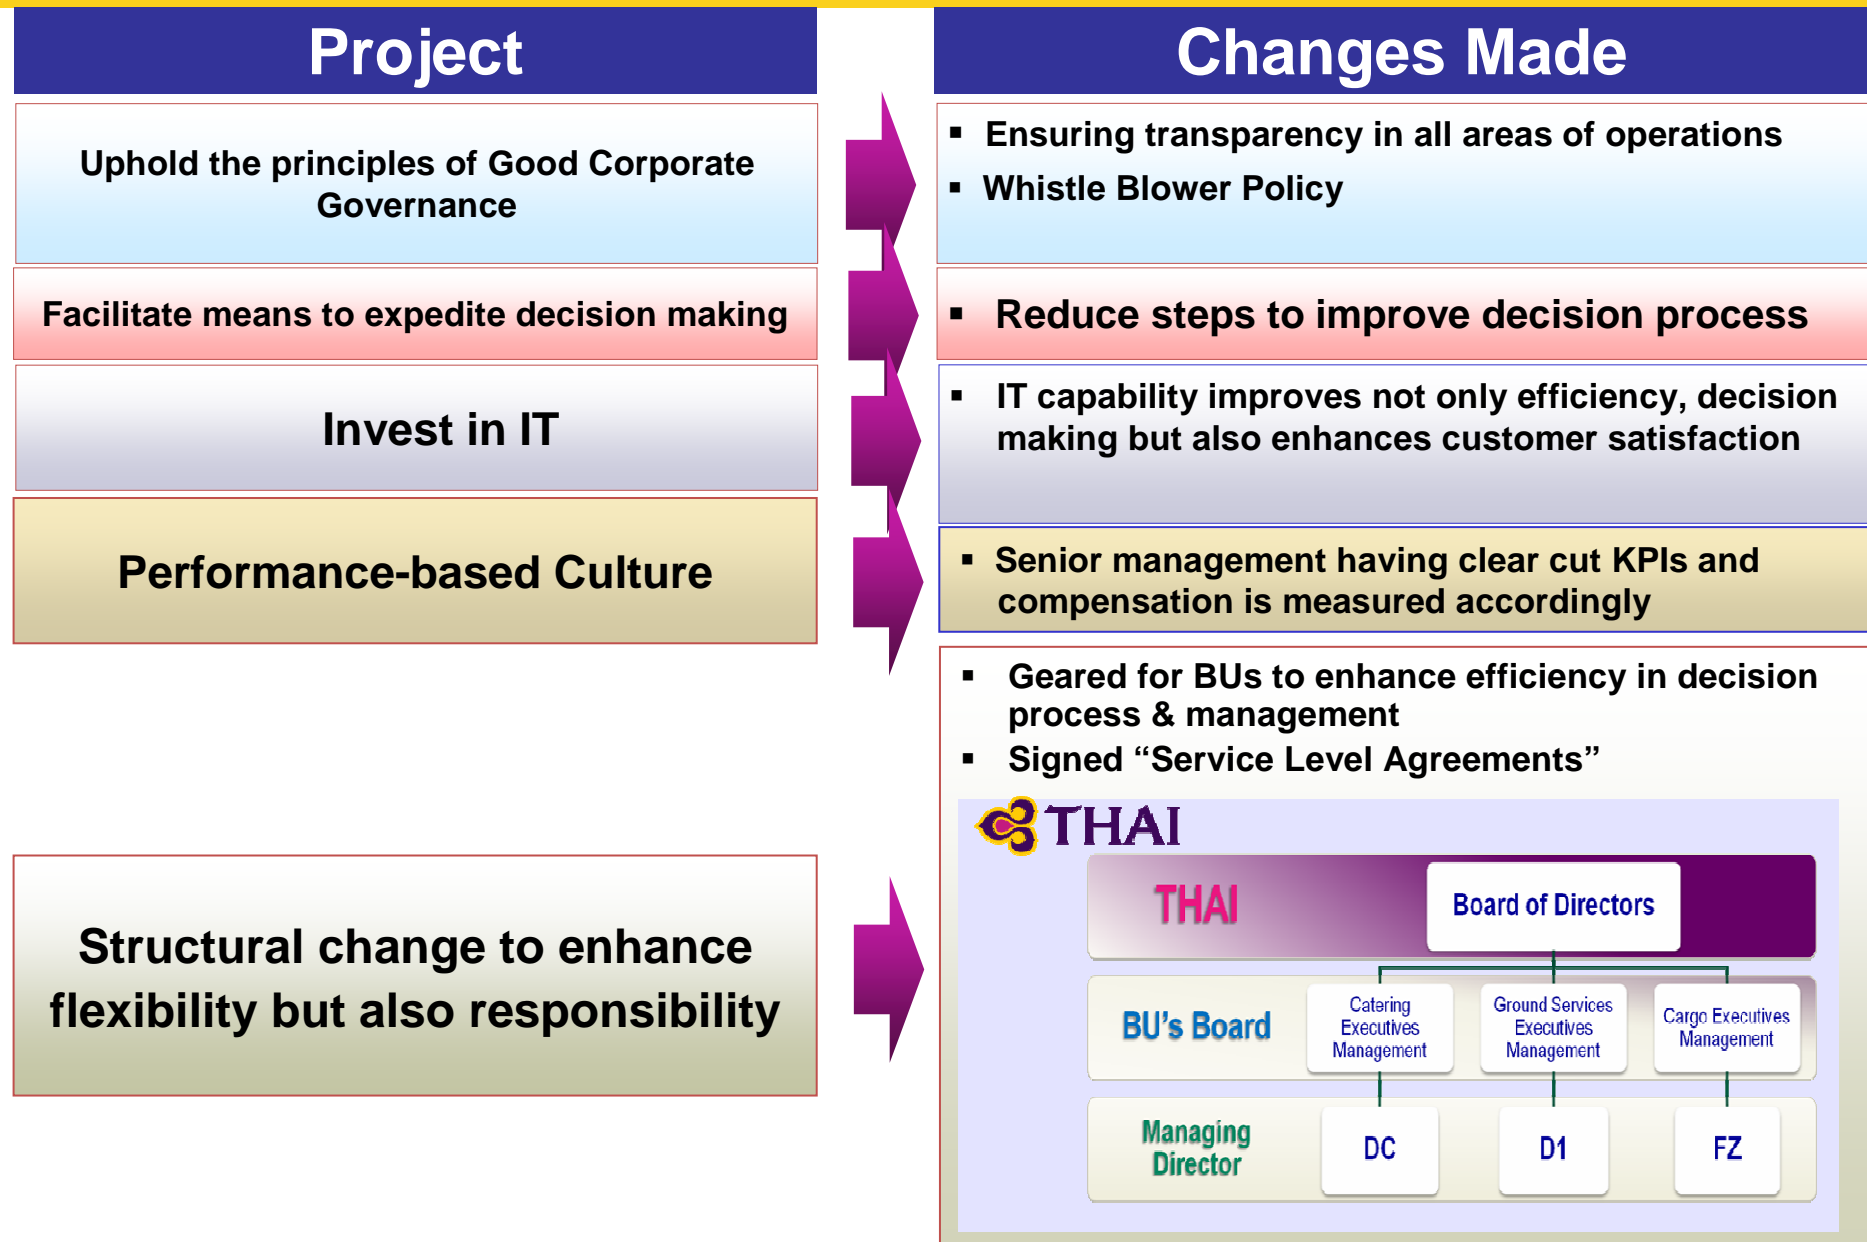 Project
Changes Made
Uphold the principles of Good Corporate
Governance
▪ Ensuring transparency in all areas of operations
▪ Whistle Blower Policy
Facilitate means to expedite decision making
▪ Reduce steps to improve decision process
Invest in IT
▪ IT capability improves not only efficiency, decision
making but also enhances customer satisfaction
Performance-based Culture
▪ Senior management having clear cut KPIs and
compensation is measured accordingly
Structural change to enhance
flexibility but also responsibility
▪ Geared for BUs to enhance efficiency in decision
process & management
▪ Signed “Service Level Agreements”
THAI
THAI
Board of Directors
BU's Board
Catering
Executives
Management
Ground Services
Executives
Management
Cargo Executives
Management
Managing
Director
DC
D1
FZ